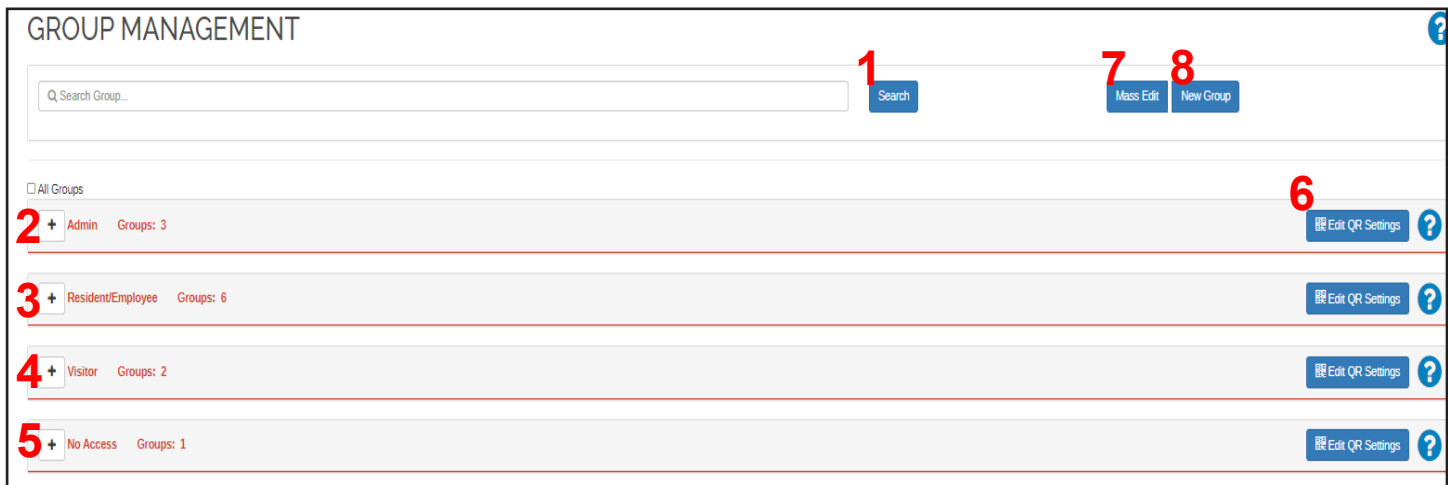 GROUP MANAGEMENT ?
1 7 8
Search Group... Search Mass Edit New Group
All Groups
6
2 + Admin Groups: 3 Edit QR Settings ?
3 + Resident/Employee Groups: 6 Edit QR Settings ?
4 + Visitor Groups: 2 Edit QR Settings ?
5 + No Access Groups: 1 Edit QR Settings ?